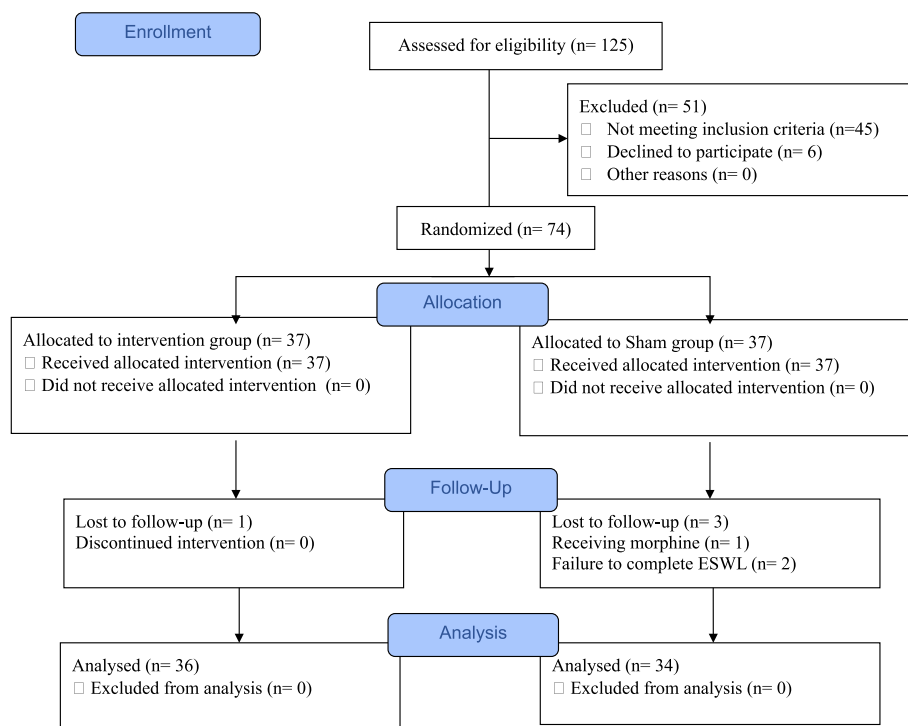 Enrollment
Assessed for eligibility (n= 125)
Excluded (n= 51)
□ Not meeting inclusion criteria (n=45)
□ Declined to participate (n= 6)
□ Other reasons (n= 0)
Randomized (n= 74)
Allocation
Allocated to intervention group (n= 37)
□ Received allocated intervention (n= 37)
□ Did not receive allocated intervention (n= 0)
Allocated to Sham group (n= 37)
□ Received allocated intervention (n= 37)
□ Did not receive allocated intervention (n= 0)
Follow-Up
Lost to follow-up (n= 1)
Discontinued intervention (n= 0)
Lost to follow-up (n= 3)
Receiving morphine (n= 1)
Failure to complete ESWL (n= 2)
Analysis
Analysed (n= 36)
□ Excluded from analysis (n= 0)
Analysed (n= 34)
□ Excluded from analysis (n= 0)